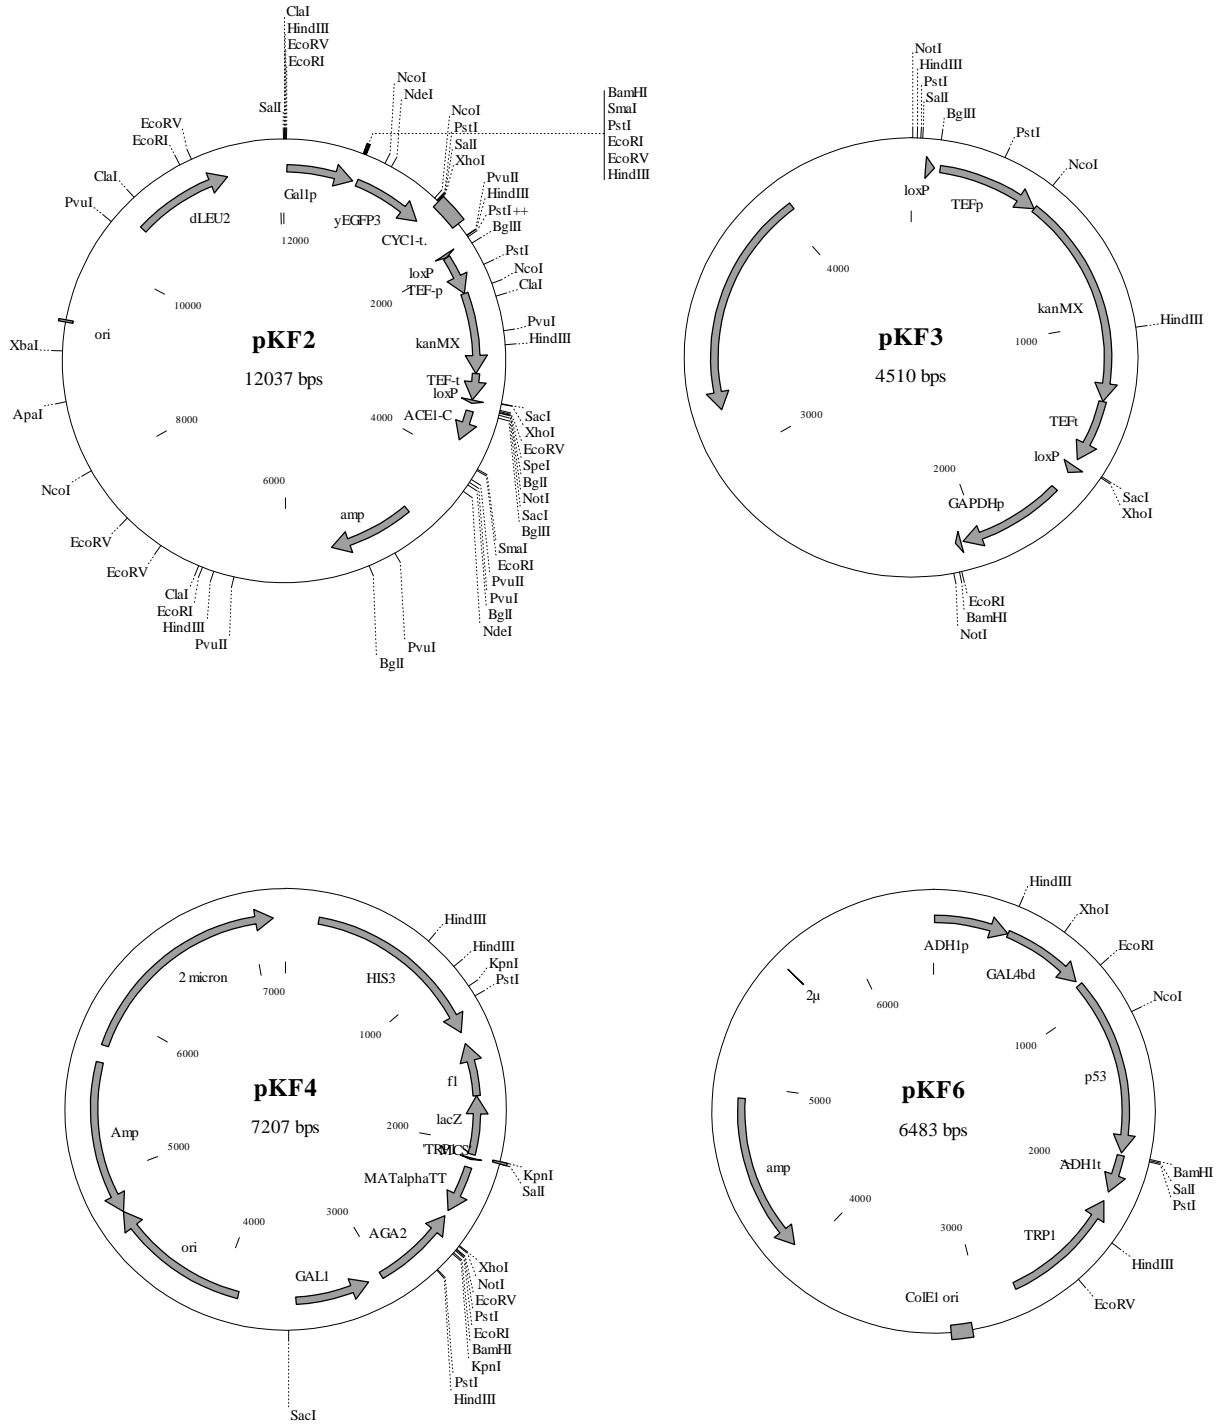 ClaI
HindIII
EcoRV
EcoRI
SalI
NcoI
NdeI
NcoI
PstI
SalI
XhoI
BamHI
SmaI
PstI
EcoRI
EcoRV
HindIII
EcoRV
EcoRI
ClaI
PvuI
PvuII
HindIII
PstI++
BglII
PstI
NcoI
ClaI
PvuI
HindIII
dLEU2
Gal1p
yEGFP3
CYC1-t.
12000
loxP
TEF-p
2000
10000
ori
pKF2
12037 bps
kanMX
TEF-t
loxP
ACE1-C
4000
8000
6000
amp
XbaI
ApaI
NcoI
EcoRV
EcoRV
ClaI
EcoRI
HindIII
PvuII
SacI
XhoI
EcoRV
SpeI
BglI
NotI
SacI
BglII
SmaI
EcoRI
PvuII
PvuI
BglI
NdeI
PvuI
BglI
NotI
HindIII
PstI
SalI
BglII
PstI
NcoI
HindIII
loxP
TEFp
4000
pKF3
4510 bps
kanMX
1000
3000
TEFt
loxP
2000
GAPDHp
SacI
XhoI
EcoRI
BamHI
NotI
HindIII
HindIII
KpnI
PstI
2 micron
HIS3
7000
1000
6000
pKF4
7207 bps
f1
lacZ
2000
'TRP1
MCS
Amp
5000
MATalphaTT
KpnI
SalI
3000
4000
AGA2
ori
GAL1
XhoI
NotI
EcoRV
PstI
EcoRI
BamHI
KpnI
PstI
HindIII
SacI
HindIII
XhoI
EcoRI
NcoI
ADH1p
GAL4bd
2μ
6000
1000
p53
pKF6
6483 bps
5000
2000
ADH1t
amp
4000
3000
TRP1
BamHI
SalI
PstI
HindIII
EcoRV
ColE1 ori